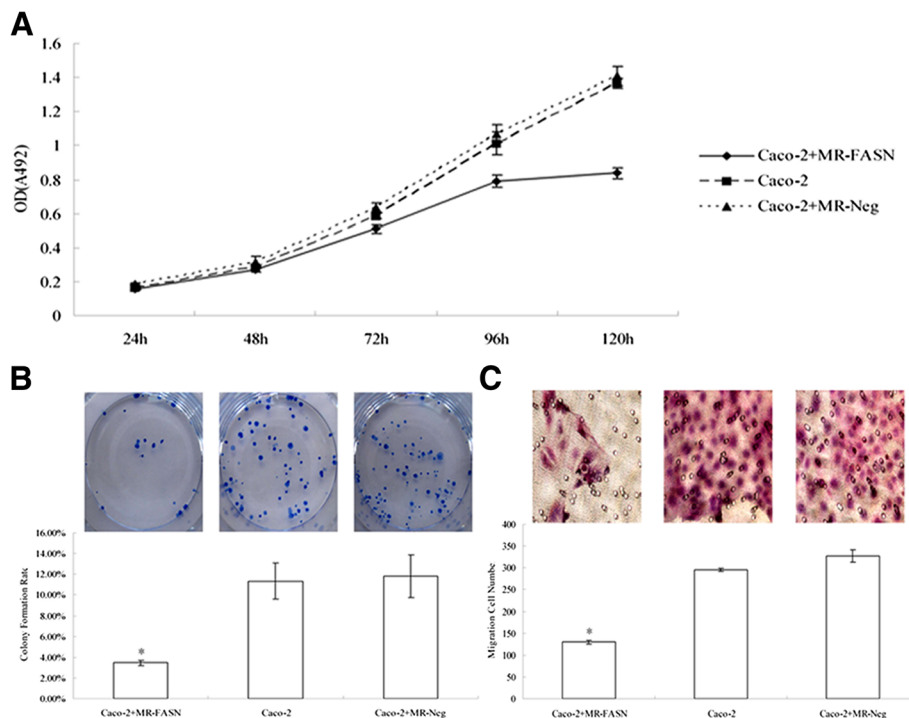 A
1.6
1.4
1.2
1
0.8
0.6
0.4
0.2
0
OD(A492)
24h
48h
72h
96h
120h
Caco-2+MR-FASN
Caco-2
Caco-2+MR-Neg
B
16.00%
14.00%
12.00%
10.00%
8.00%
6.00%
4.00%
2.00%
0.00%
Colony Formation Rate
*
Caco-2+MR-FASN
Caco-2
Caco-2+MR-Neg
C
400
350
300
250
200
150
100
50
0
Migration Cell Numbe
*
Caco-2+MR-FASN
Caco-2
Caco-2+MR-Neg